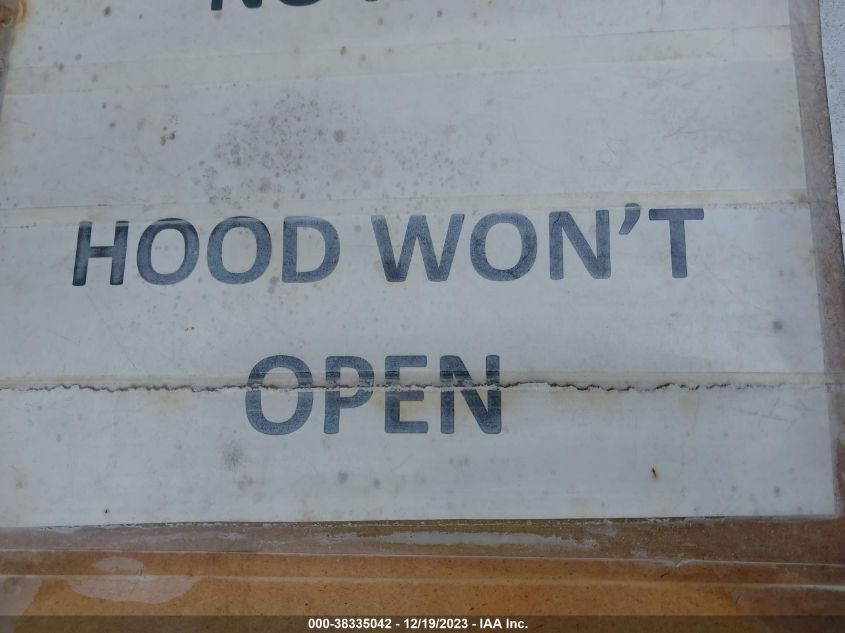 HOOD WON'T
OPEN
000-38335042 - 12/19/2023 - IAA Inc.